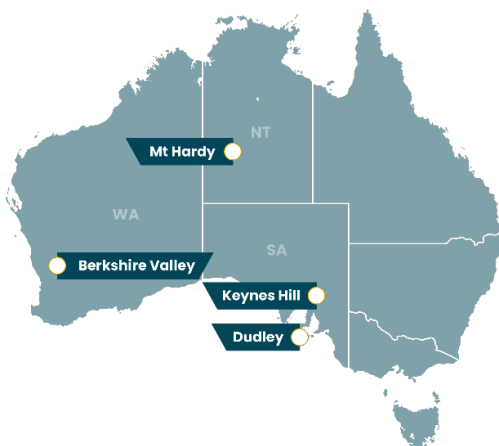 NT
Mt Hardy
WA
SA
Berkshire Valley
Keynes Hill
Dudley